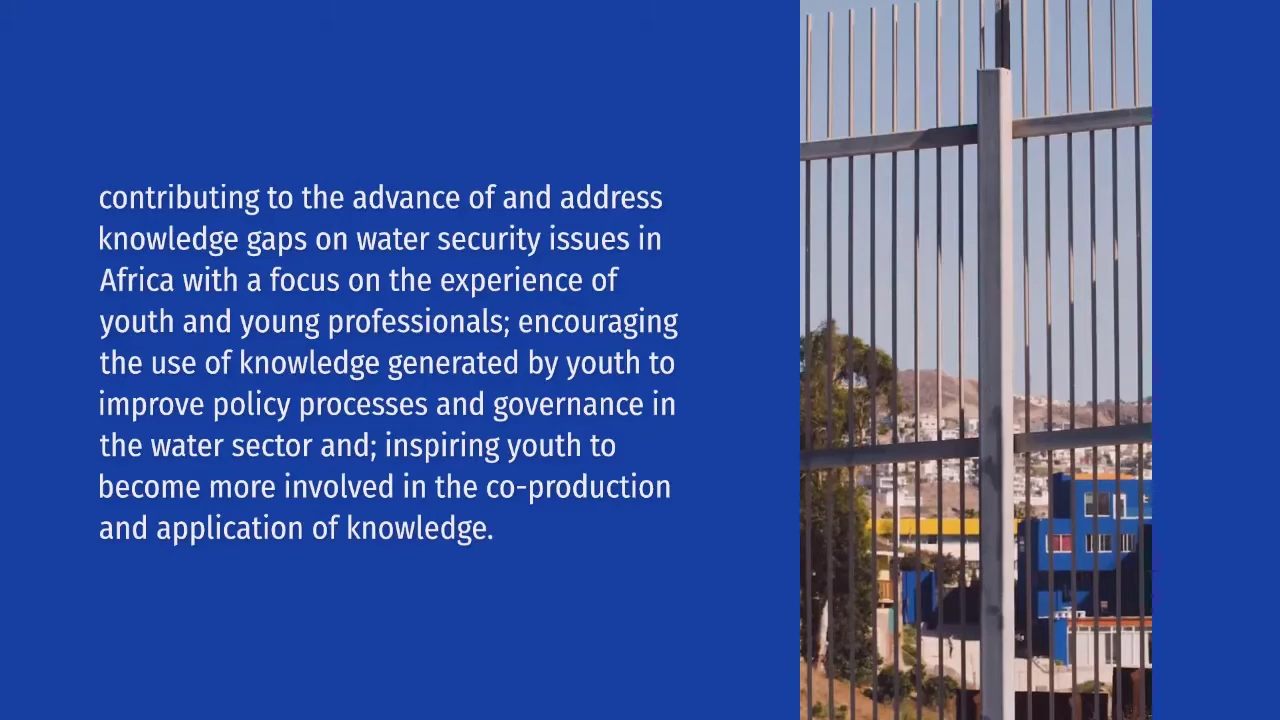 contributing to the advance of and address
knowledge gaps on water security issues in
Africa with a focus on the experience of
youth and young professionals; encouraging
the use of knowledge generated by youth to
improve policy processes and governance in
the water sector and; inspiring youth to
become more involved in the co-production
and application of knowledge.